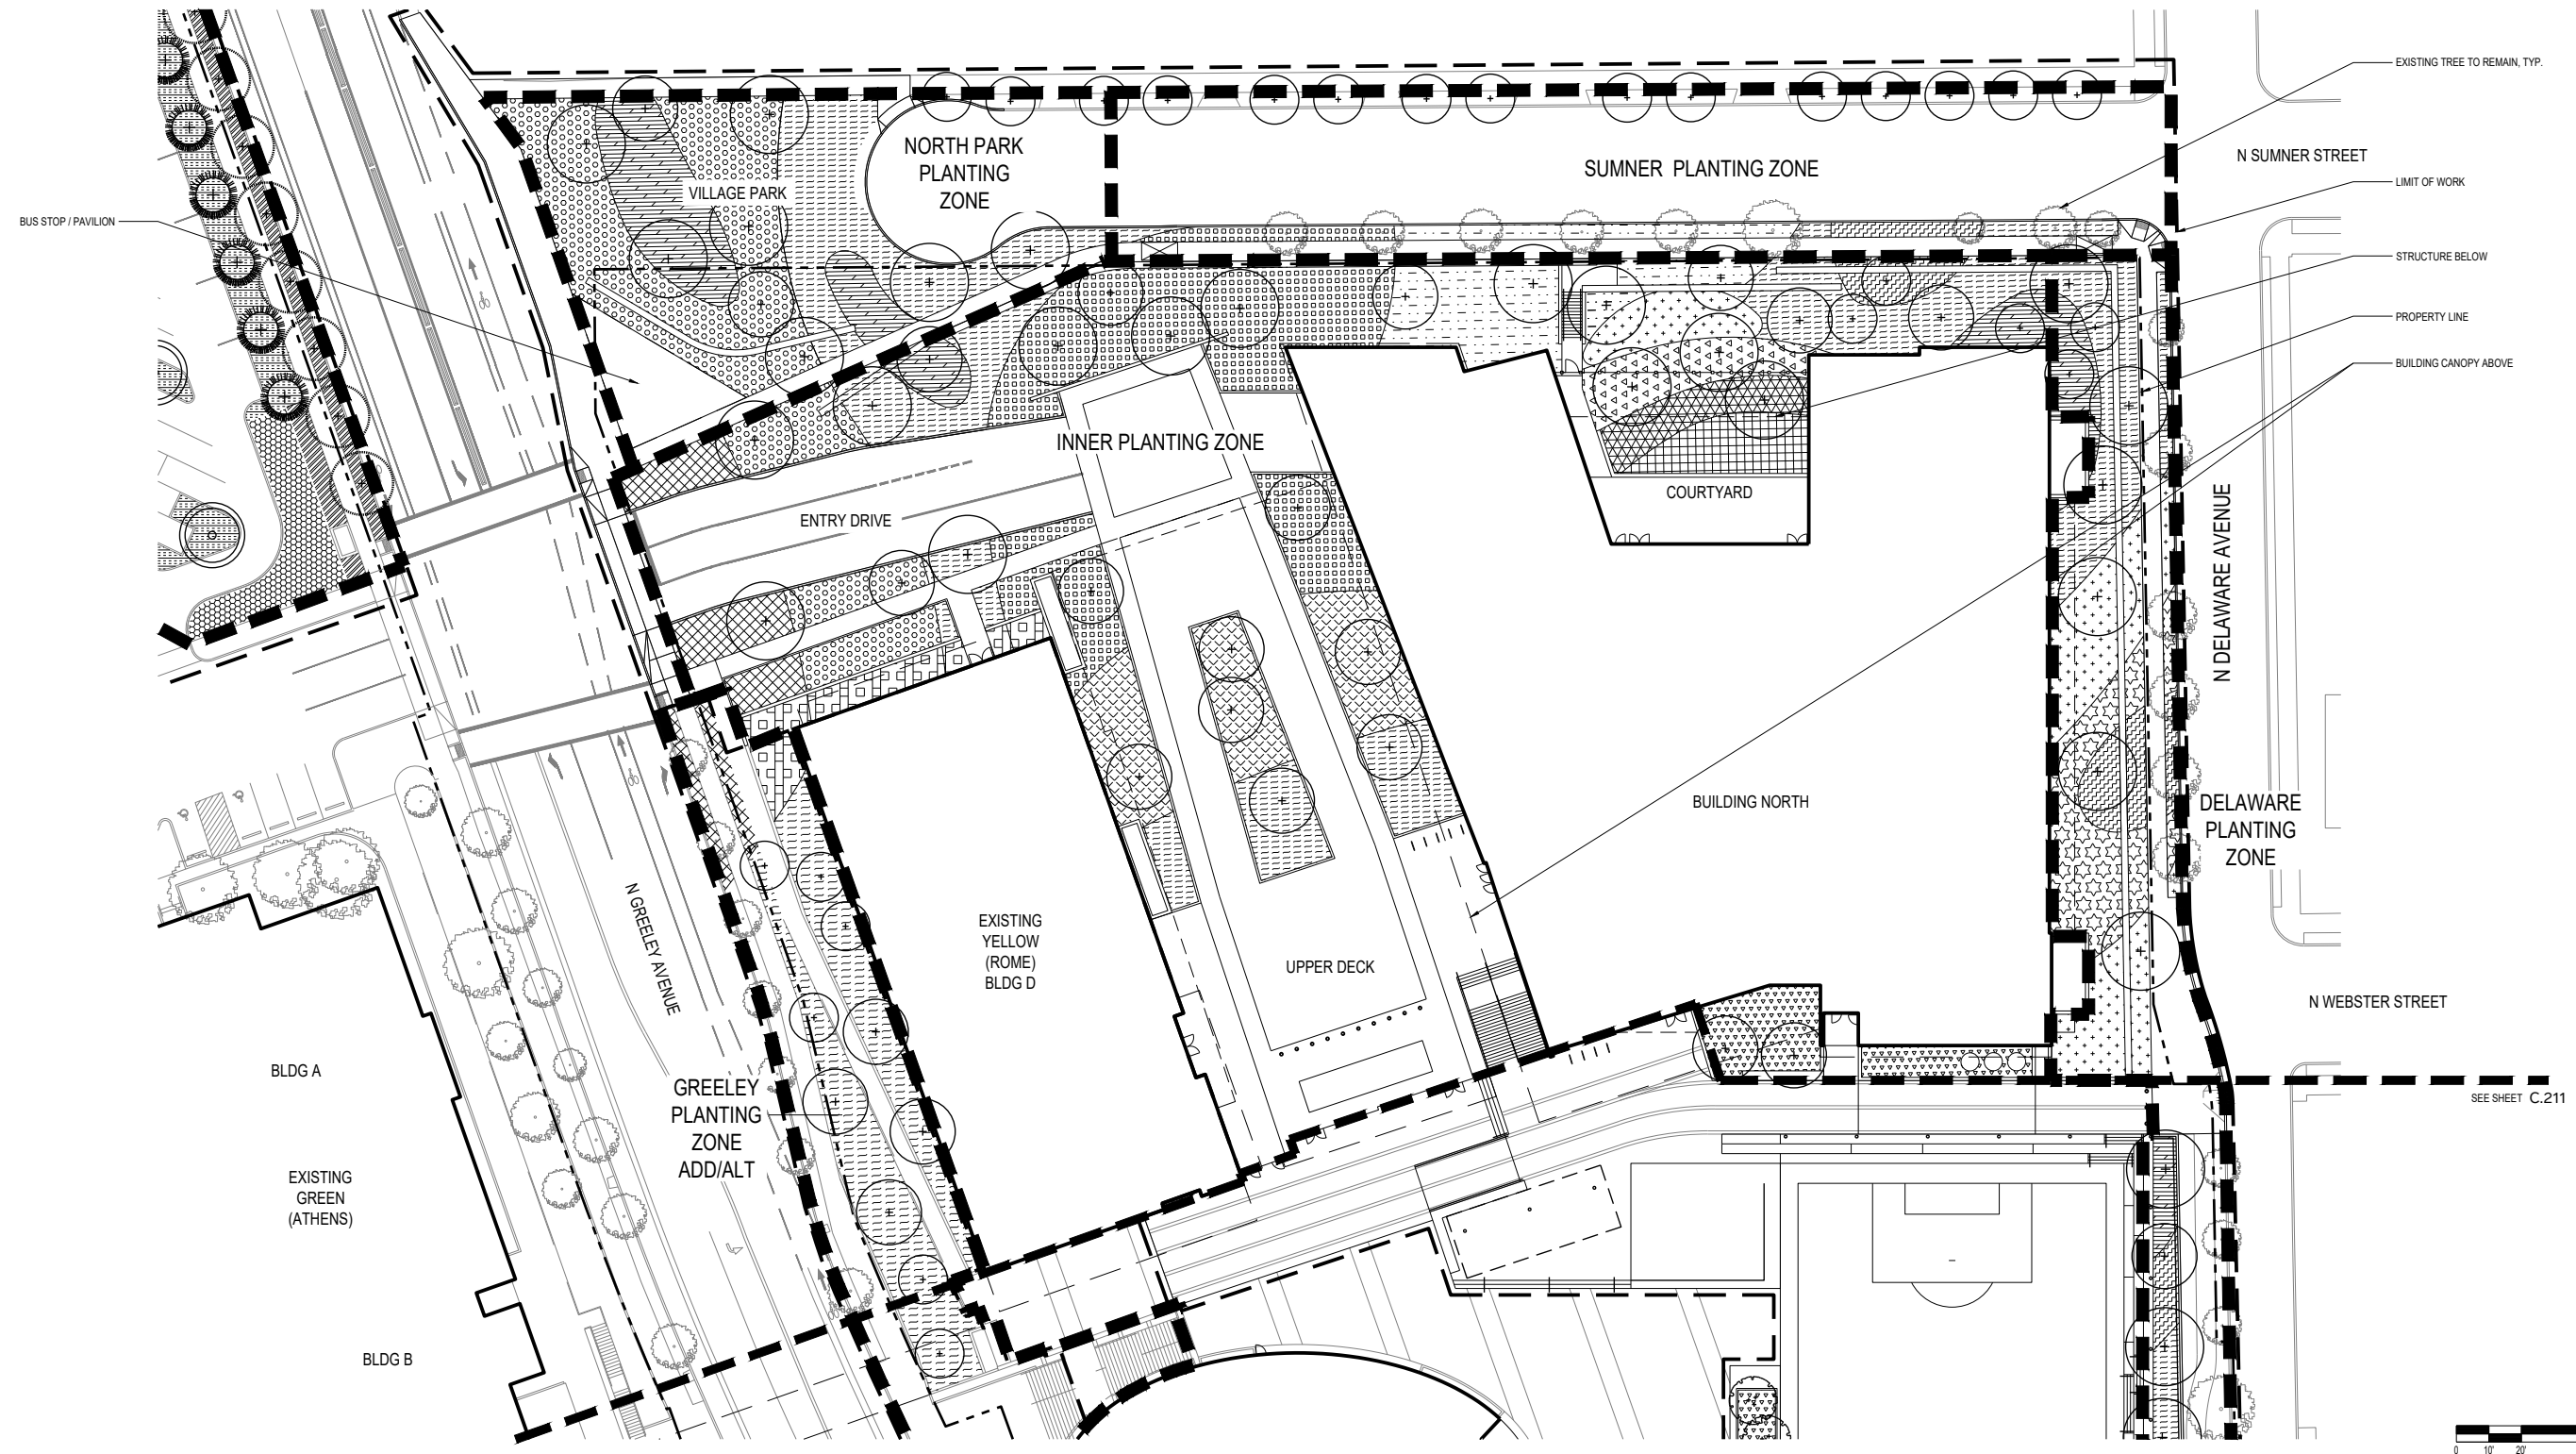 EXISTING TREE TO REMAIN, TYP.
NORTH PARK
PLANTING
ZONE
SUMNER PLANTING ZONE
N SUMNER STREET
VILLAGE PARK
LIMIT OF WORK
BUS STOP / PAVILION
STRUCTURE BELOW
PROPERTY LINE
BUILDING CANOPY ABOVE
INNER PLANTING ZONE
COURTYARD
ENTRY DRIVE
N DELAWARE AVENUE
BUILDING NORTH
DELAWARE
PLANTING
ZONE
N GREELEY AVENUE
EXISTING
YELLOW
(ROME)
BLDG D
UPPER DECK
N WEBSTER STREET
BLDG A
GREELEY
PLANTING
ZONE
ADD/ALT
SEE SHEET C.211
EXISTING
GREEN
(ATHENS)
BLDG B
0 10' 20'